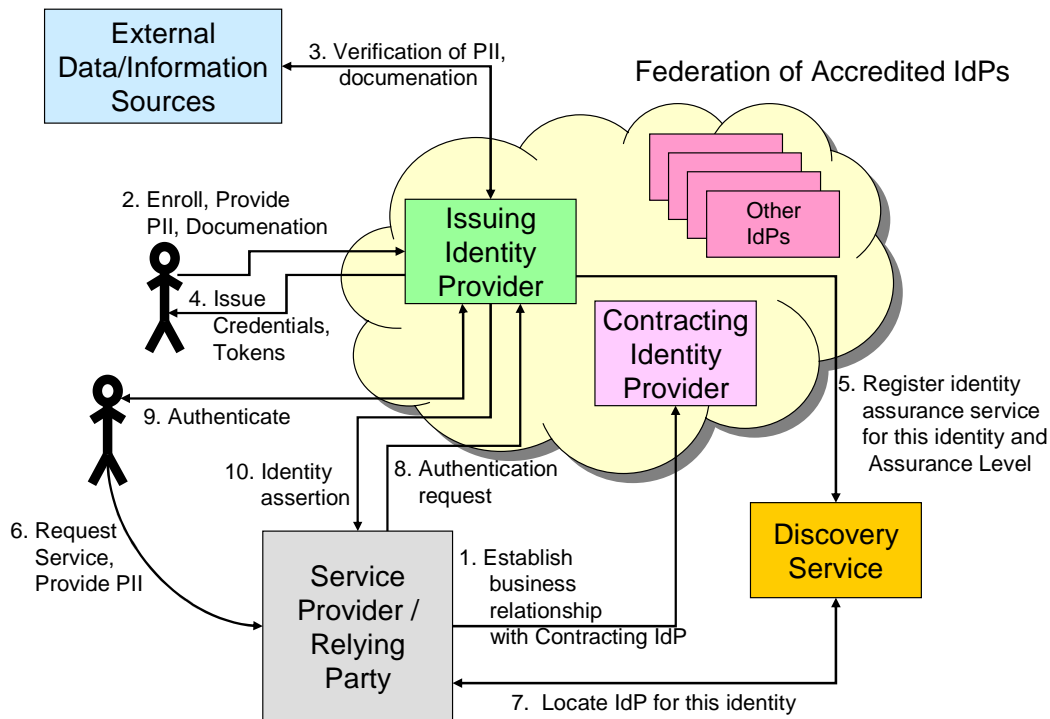 External
Data/Information
Sources
3. Verification of PII,
documenation
Federation of Accredited IdPs
2. Enroll, Provide
PII, Documenation
Issuing
Identity
Provider
Other
IdPs
4. Issue
Credentials,
Tokens
Contracting
Identity
Provider
5. Register identity
assurance service
for this identity and
Assurance Level
9. Authenticate
10. Identity
assertion
8. Authentication
request
6. Request
Service,
Provide PII
Service
Provider /
Relying
Party
1. Establish
business
relationship
with Contracting IdP
Discovery
Service
7. Locate IdP for this identity